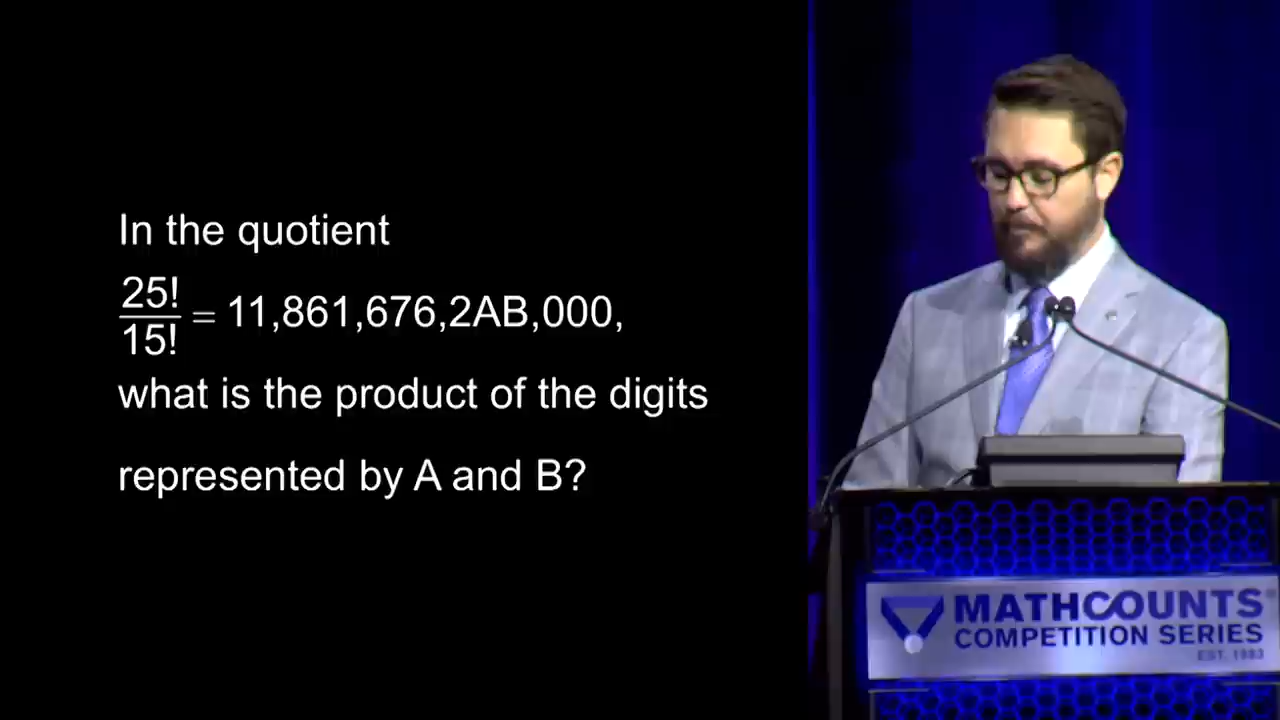 In the quotient
25!
15! = 11,861,676,2AB,000,
what is the product of the digits
represented by A and B?
MATHCOUNTS
COMPETITION SERIES
EST. 1983